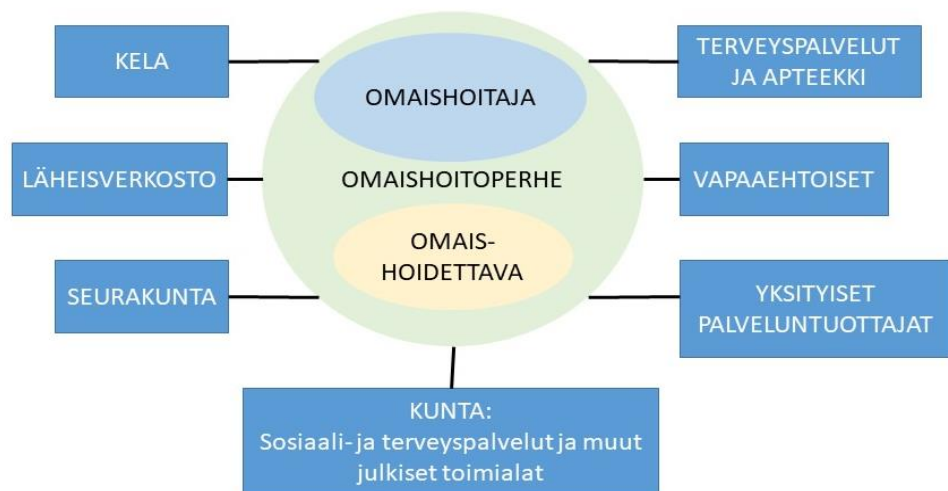 KELA
TERVEYSPALVELUT
JA APTEEKKI
OMAISHOITAJA
LÄHEISVERKOSTO
OMAISHOITOPERHE
VAPAAEHTOISET
OMAIS-
HOIDETTAVA
SEURAKUNTA
YKSITYISET
PALVELUNTUOTTAJAT
KUNTA:
Sosiaali- ja terveyspalvelut ja muut
julkiset toimialat